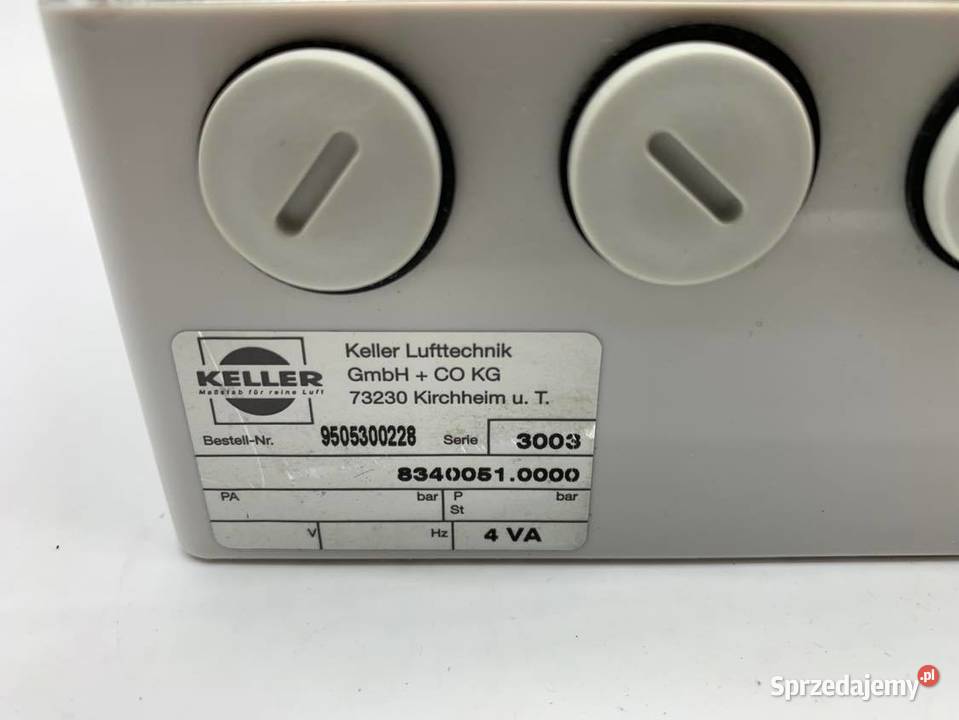 KELLER
Maßstab für reine Luft
Keller Lufttechnik
GmbH + CO KG
73230 Kirchheim u. T.
Bestell-Nr. 9505300228 Serie 3003
8340051.0000
PA bar P St bar
V Hz 4 VA
Sprzedajemy.pl